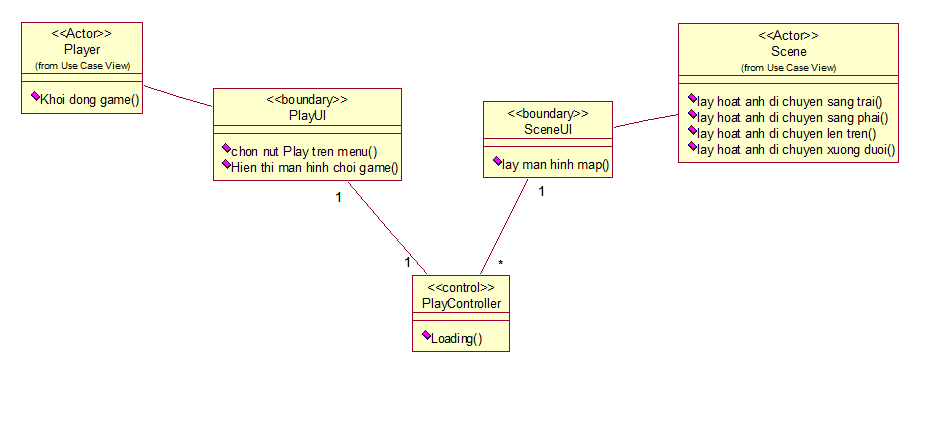 <<Actor>>
Player
(from Use Case View)
Khoi dong game()
<<boundary>>
PlayUI
chon nut Play tren menu()
Hien thi man hinh choi game()
<<boundary>>
SceneUI
lay man hinh map()
<<Actor>>
Scene
(from Use Case View)
lay hoat anh di chuyen sang trai()
lay hoat anh di chuyen sang phai()
lay hoat anh di chuyen len tren()
lay hoat anh di chuyen xuong duoi()
1
1
1
*
<<control>>
PlayController
Loading()